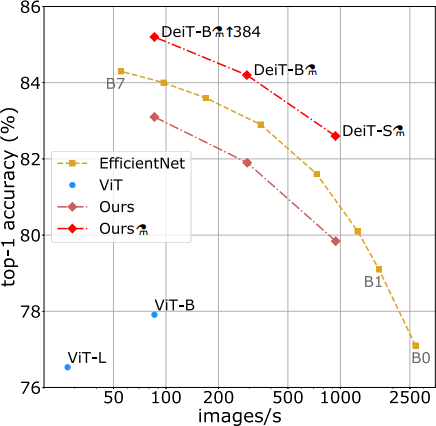 86
84
82
80
78
76
top-1 accuracy (%)
DeiT-B⚗↑384
DeiT-B⚗
B7
DeiT-S⚗
EfficientNet
ViT
Ours
Ours⚗
B1
ViT-B
ViT-L
B0
50 100 200 500 1000 2500
images/s